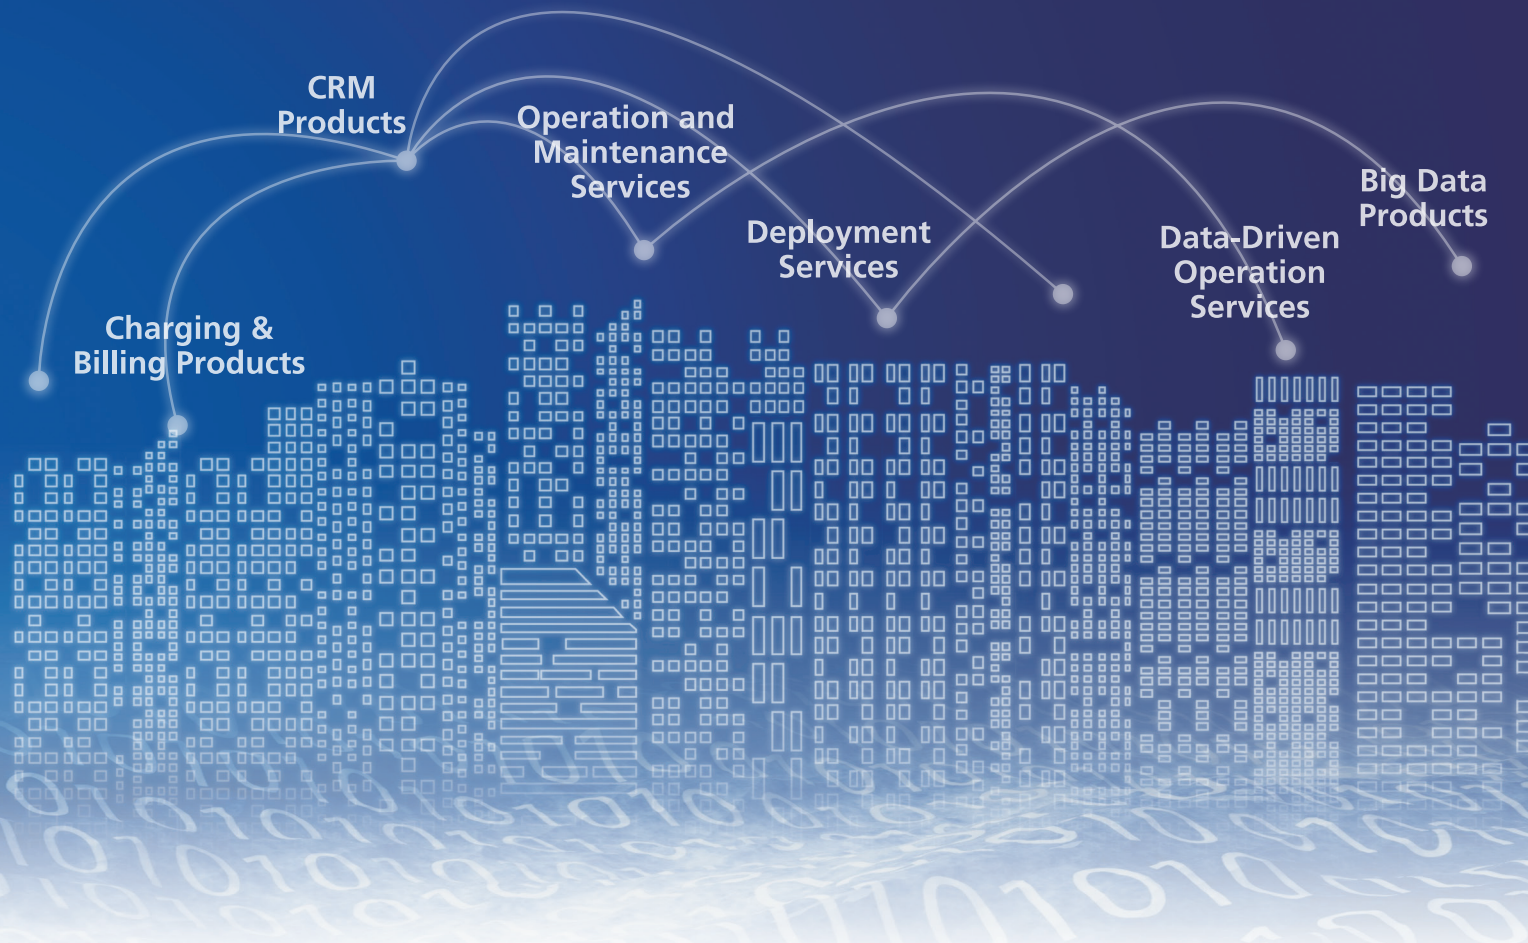 CRM
Products
Operation and
Maintenance
Services
Big Data
Products
Deployment
Services
Data-Driven
Operation
Services
Charging &
Billing Products